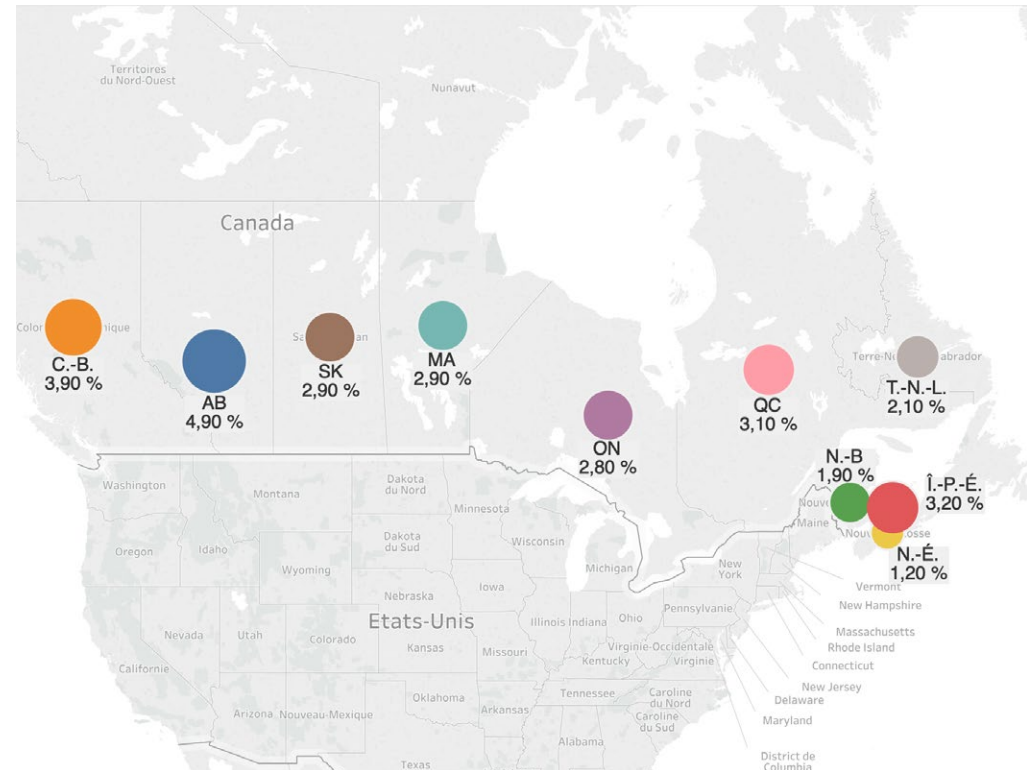 Territoires
du Nord-Ouest
Nunavut
Canada
C.-B.
3,90 %
AB
4,90 %
SK
2,90 %
MA
2,90 %
ON
2,80 %
QC
3,10 %
T.-N.-L.
2,10 %
N.-B
1,90 %
Î.-P.-É.
3,20 %
N.-É.
1,20 %
Washington
Montana
Dakota
du Nord
Minnesota
Maine
Oregon
Idaho
Wyoming
Dakota
du Sud
Wisconsin
Michigan
New
York
Vermont
New Hampshire
Massachusetts
Rhode Island
Connecticut
New Jersey
Delaware
Maryland
District de
Columbia
Nebraska
Iowa
Illinois
Indiana
Ohio
Pennsylvanie
Etats-Unis
Nevada
Utah
Colorado
Kansas
Missouri
Virginie-Occidentale
Kentucky
Virginie
Californie
Arizona
Nouveau-Mexique
Oklahoma
Arkansas
Tennessee
Caroline
du Nord
Caroline
du Sud
Alabama
Texas